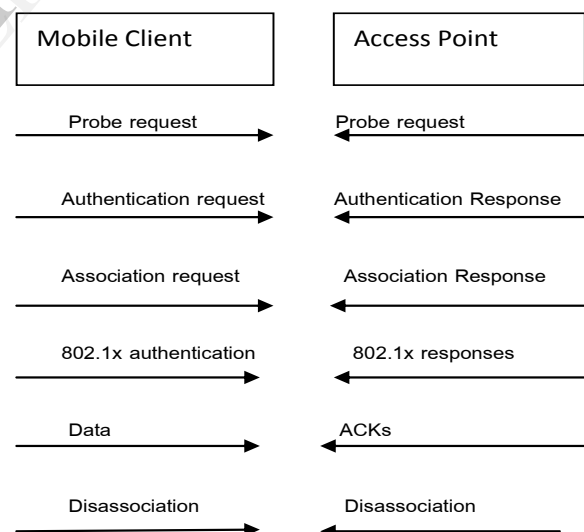 Mobile Client Access Point
Probe request Probe request
Authentication request Authentication Response
Association request Association Response
802.1x authentication 802.1x responses
Data ACKs
Disassociation Disassociation